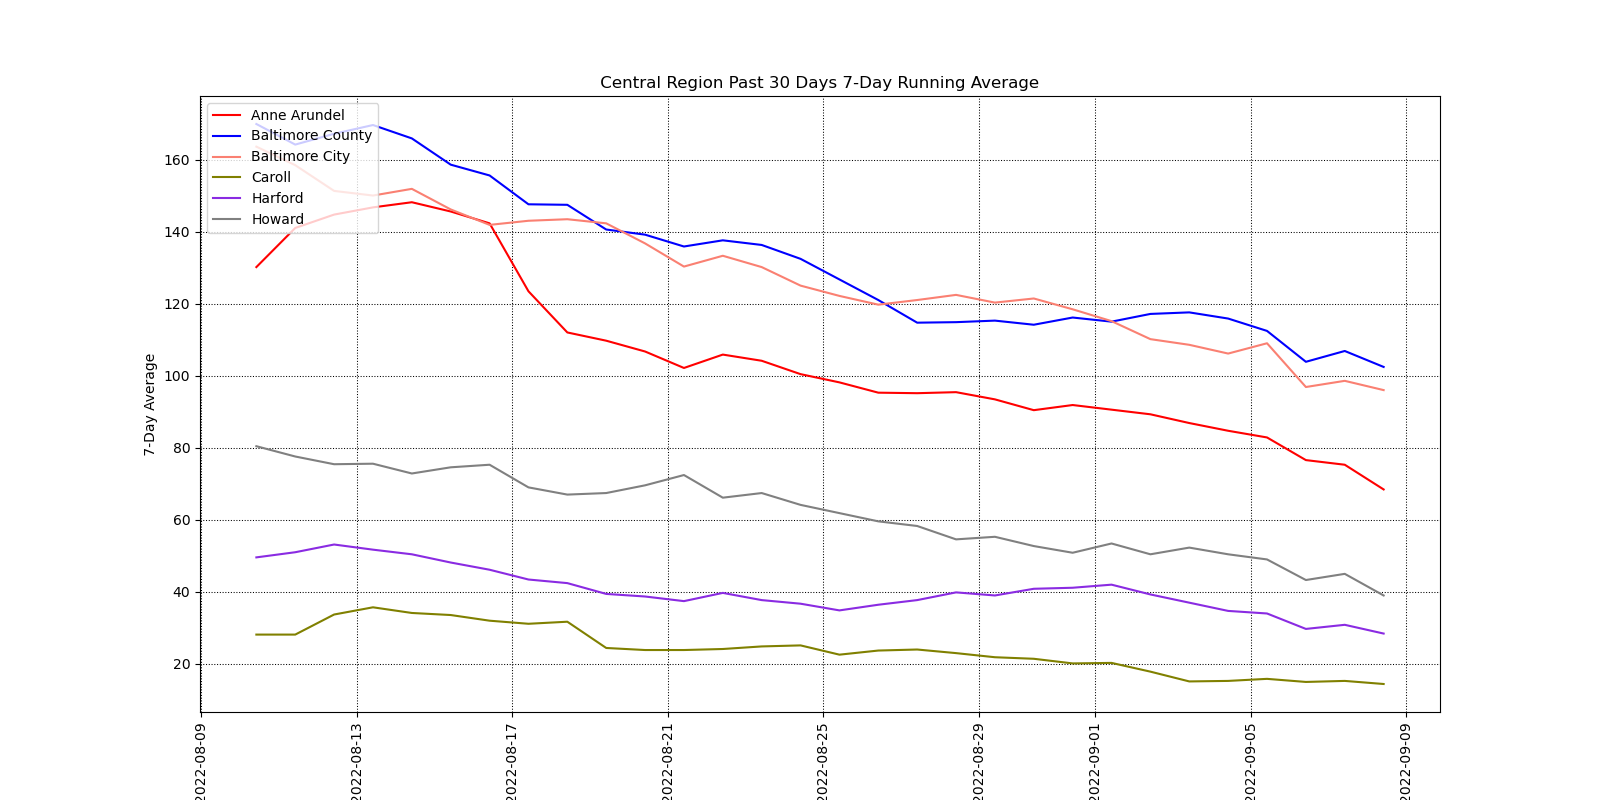 Central Region Past 30 Days 7-Day Running Average
Anne Arundel
Baltimore County
Baltimore City
Caroll
Harford
Howard
160
140
120
100
80
60
40
20
7-Day Average
2022-08-09
2022-08-13
2022-08-17
2022-08-21
2022-08-25
2022-08-29
2022-09-01
2022-09-05
2022-09-09